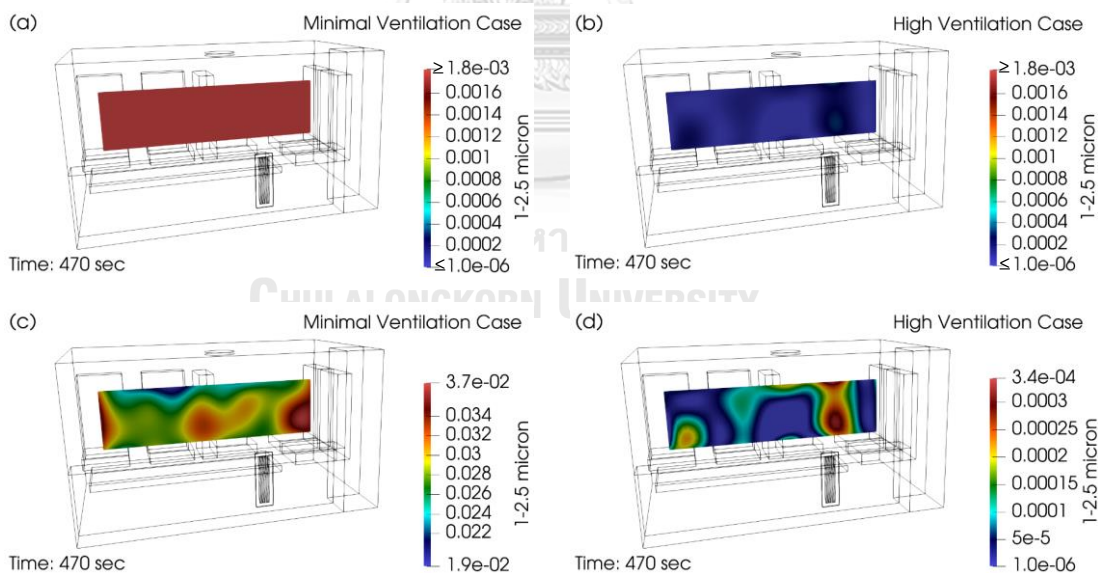 (a)
Minimal Ventilation Case
≥1.8e-03
0.0016
0.0014
0.0012
0.001
0.0008
0.0006
0.0004
0.0002
≤1.0e-06
1-2.5 micron
Time: 470 sec
(b)
High Ventilation Case
≥1.8e-03
0.0016
0.0014
0.0012
0.001
0.0008
0.0006
0.0004
0.0002
≤1.0e-06
1-2.5 micron
Time: 470 sec
CHULALONGKORN UNIVERSITY
(c)
Minimal Ventilation Case
3.7e-02
0.034
0.032
0.03
0.028
0.026
0.024
0.022
1.9e-02
1-2.5 micron
Time: 470 sec
(d)
High Ventilation Case
3.4e-04
0.0003
0.00025
0.0002
0.00015
0.0001
5e-5
1.0e-06
1-2.5 micron
Time: 470 sec